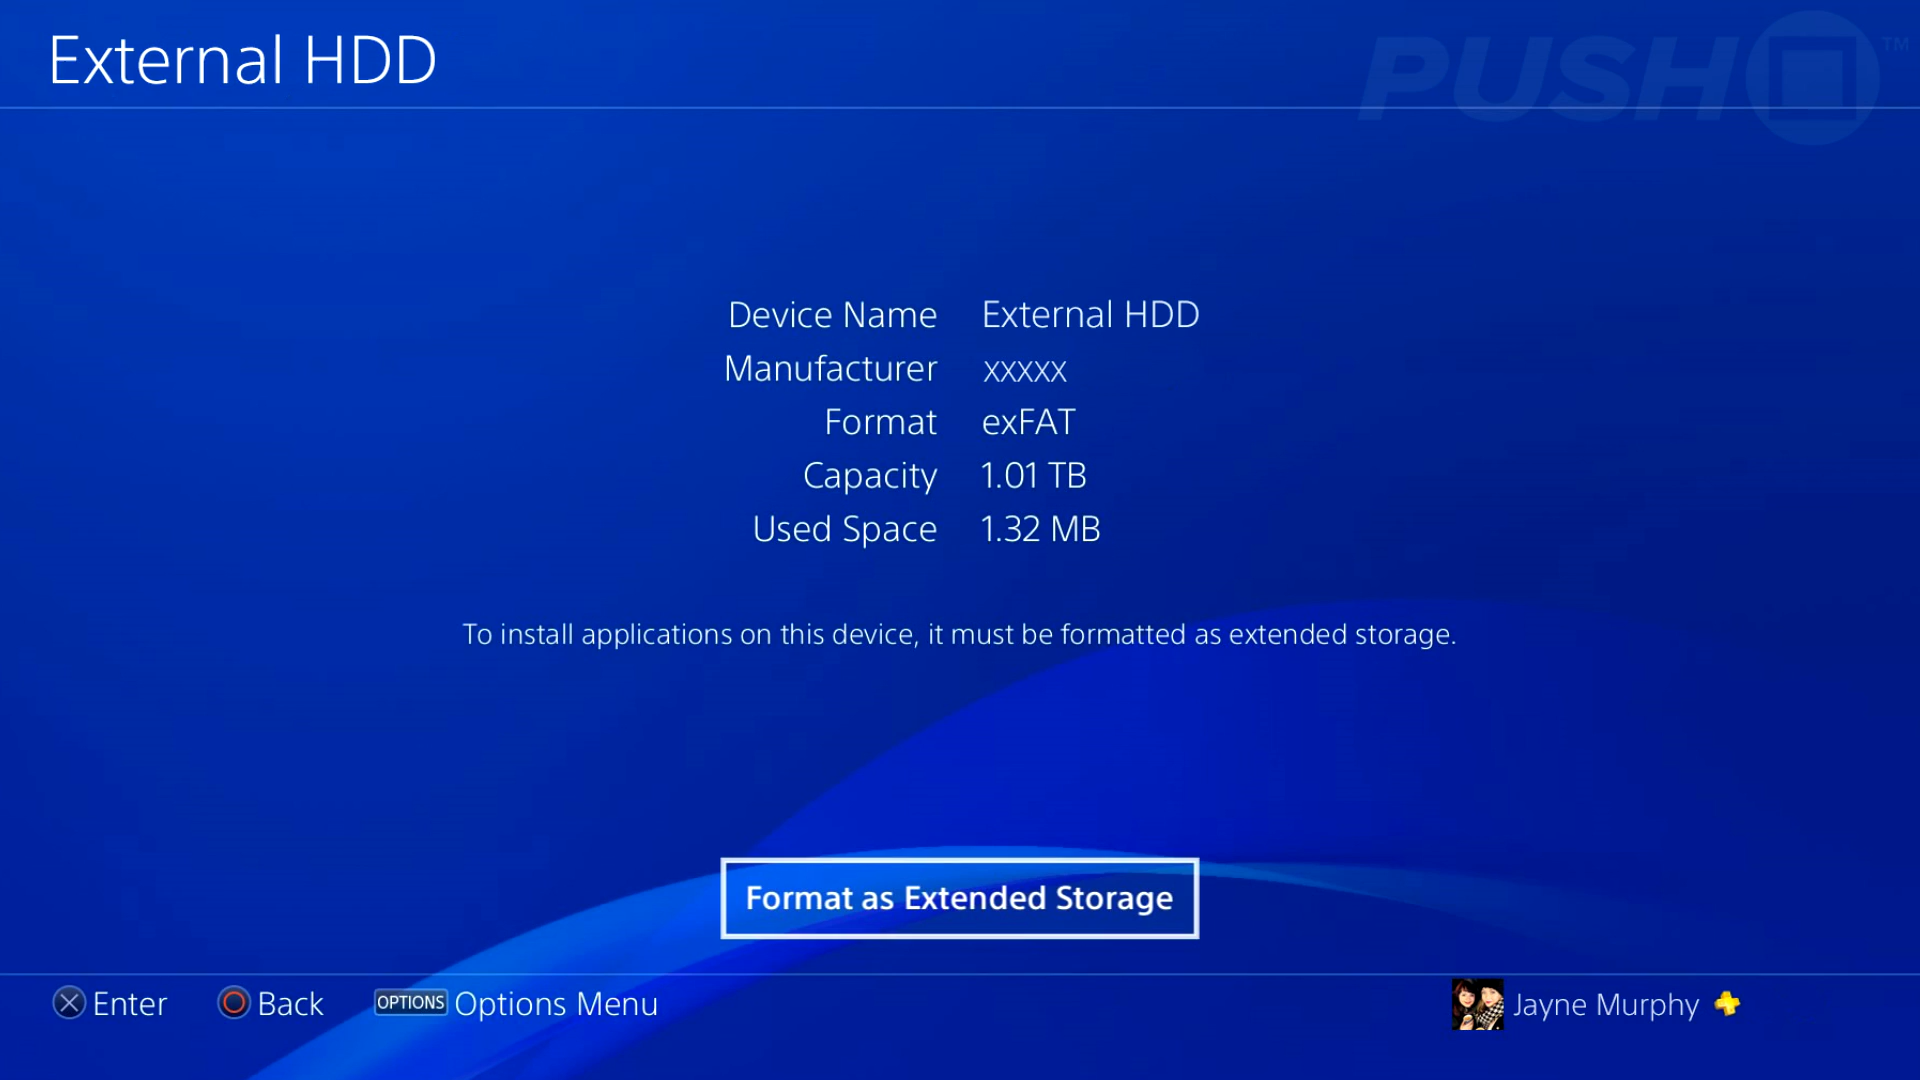 External HDD
PUSH ™
Device Name External HDD
Manufacturer xxxxx
Format exFAT
Capacity 1.01 TB
Used Space 1.32 MB
To install applications on this device, it must be formatted as extended storage.
Format as Extended Storage
Enter Back OPTIONS Options Menu Jayne Murphy